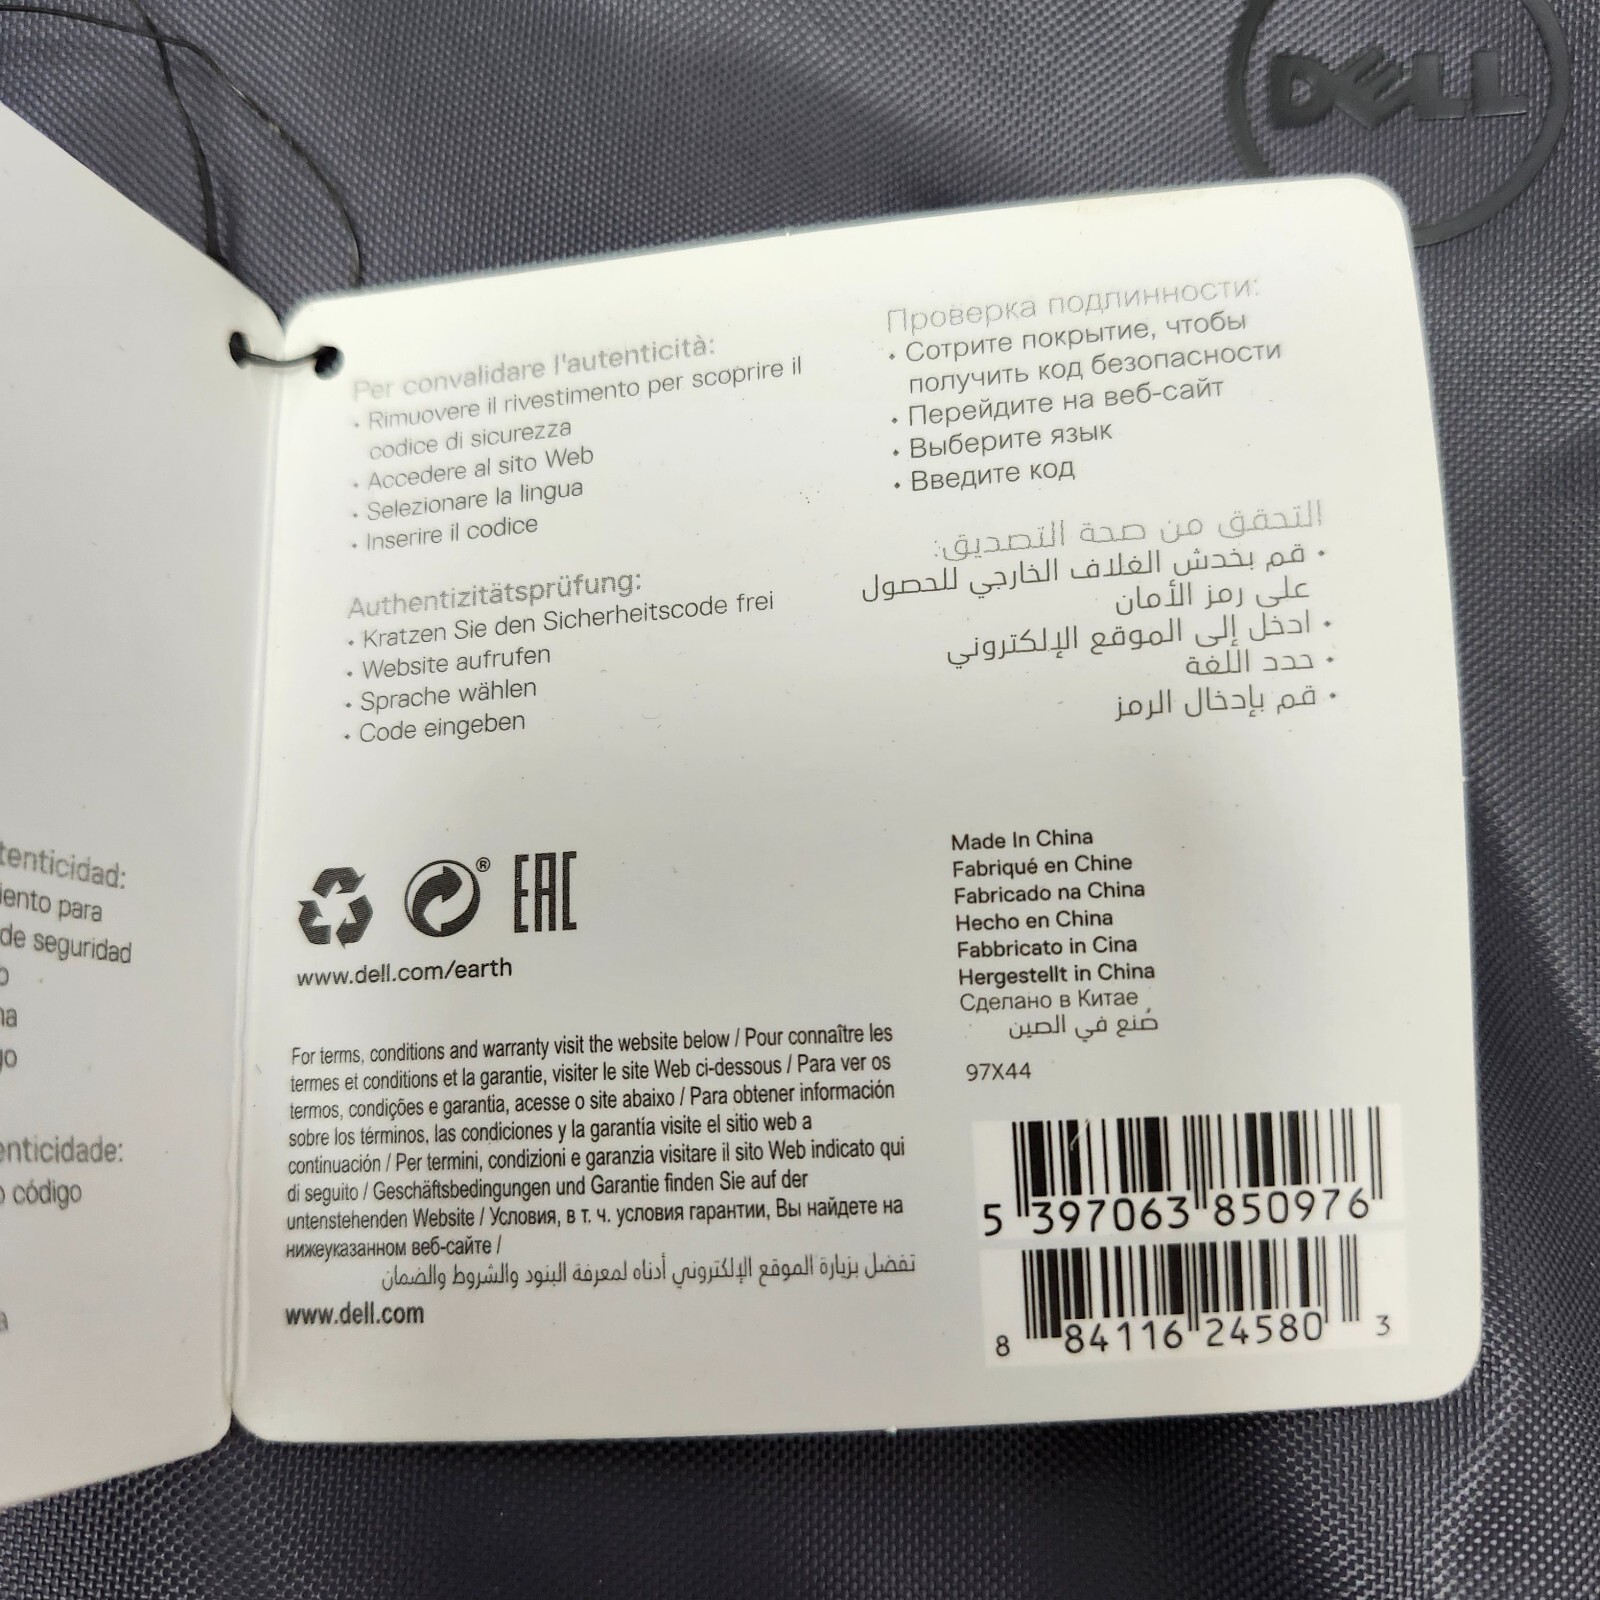 DELL
tenticidad:
iento para
de seguridad
enticidade:
código
Per convalidare l'autenticità:
• Rimuovere il rivestimento per scoprire il
codice di sicurezza
• Accedere al sito Web
• Selezionare la lingua
• Inserire il codice
Authentizitätsprüfung:
• Kratzen Sie den Sicherheitscode frei
• Website aufrufen
• Sprache wählen
• Code eingeben
Проверка подлинности:
• Сотрите покрытие, чтобы
получить код безопасности
• Перейдите на веб-сайт
• Выберите язык
• Введите код
التحقق من صحة التصديق:
• قم بخدش الغلاف الخارجي للحصول
على رمز الأمان
• ادخل إلى الموقع الإلكتروني
• حدد اللغة
• قم بإدخال الرمز
® EAC
www.dell.com/earth
For terms, conditions and warranty visit the website below / Pour connaître les
termes et conditions et la garantie, visiter le site Web ci-dessous / Para ver os
termos, condições e garantia, acesse o site abaixo / Para obtener información
sobre los términos, las condiciones y la garantía visite el sitio web a
continuación / Per termini, condizioni e garanzia visitare il sito Web indicato qui
di seguito / Geschäftsbedingungen und Garantie finden Sie auf der
untenstehenden Website / Условия, в т. ч. условия гарантии, Вы найдете на
нижеуказанном веб-сайте /
تفضل بزيارة الموقع الإلكتروني أدناه لمعرفة البنود والشروط والضمان
www.dell.com
Made In China
Fabriqué en Chine
Fabricado na China
Hecho en China
Fabbricato in Cina
Hergestellt in China
Сделано в Китае
صُنع في الصين
97X44
5 397063 850976
8 84116 24580 3